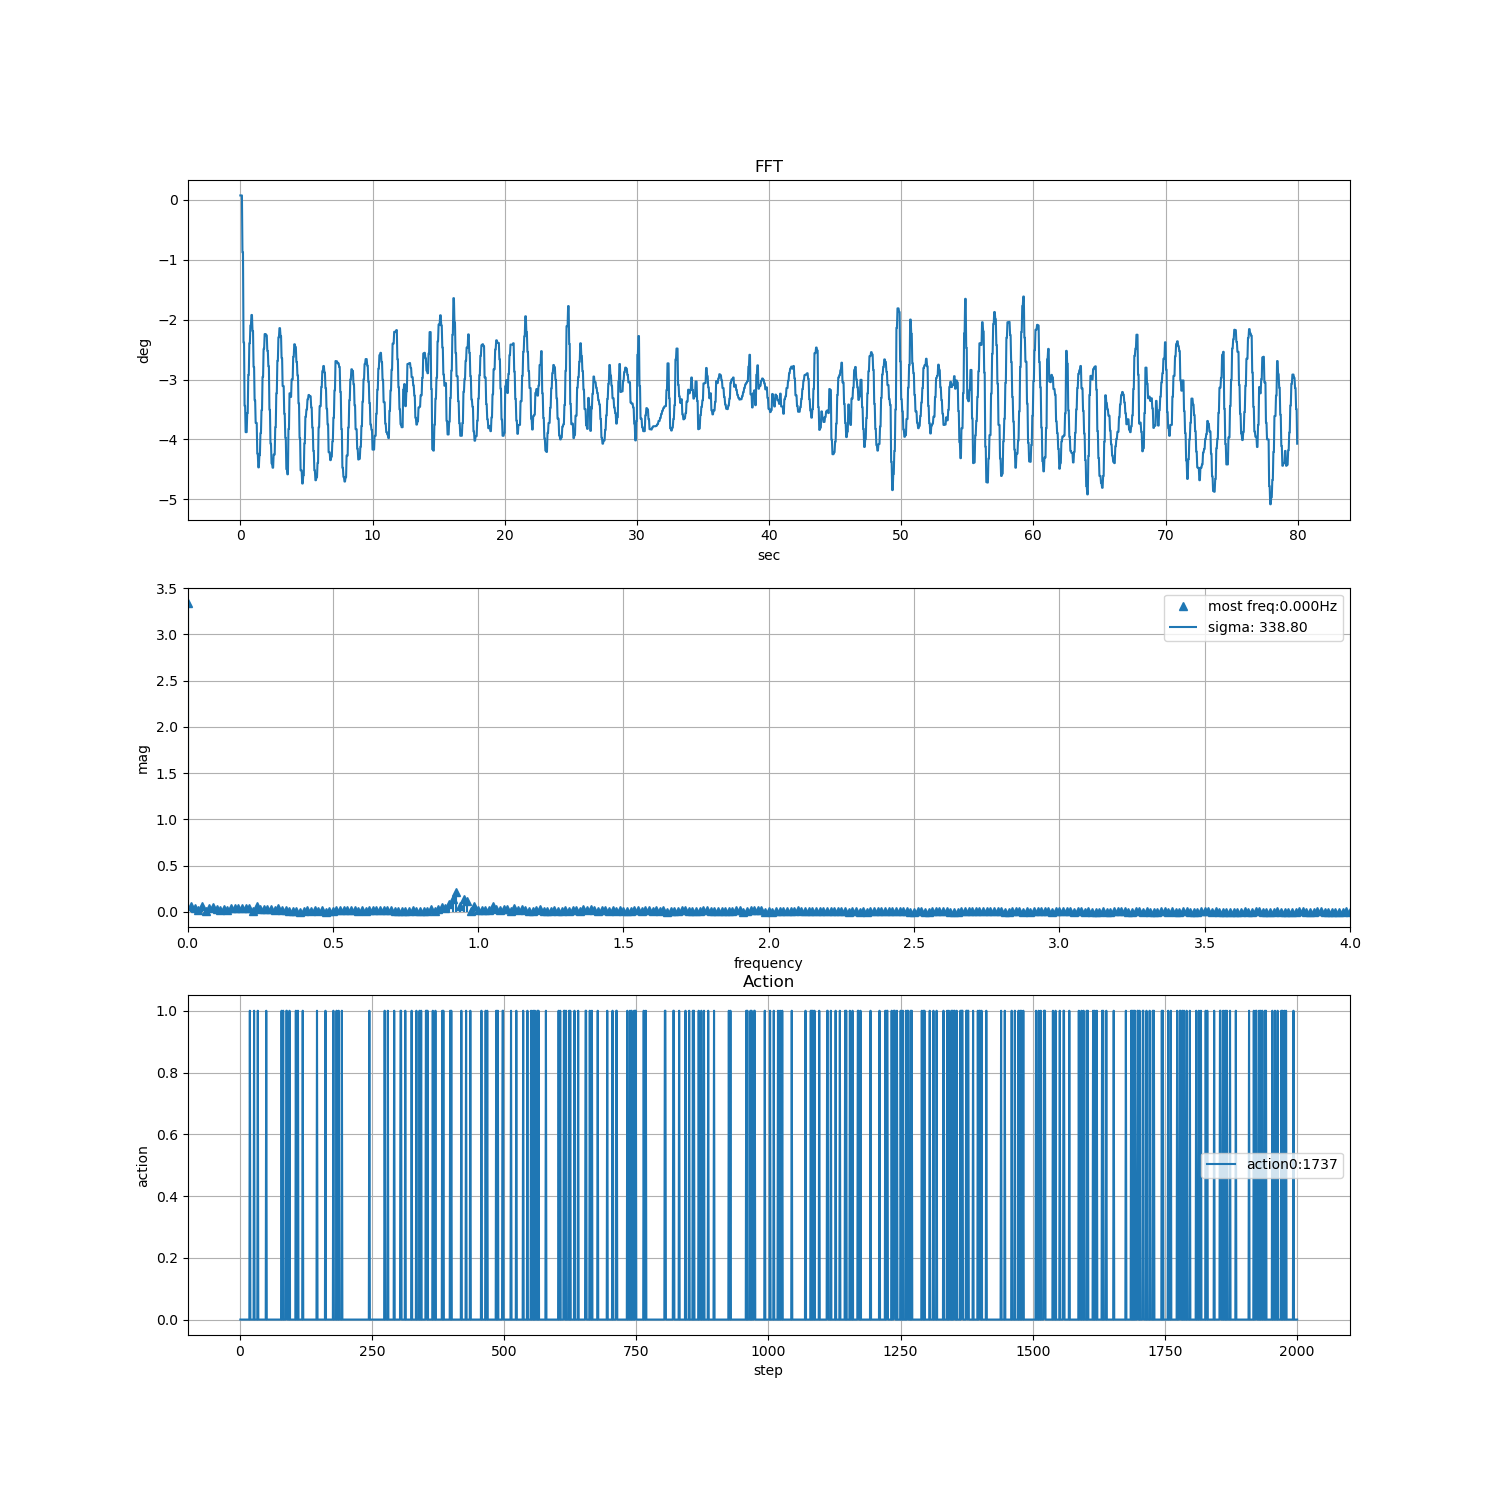 FFT
0
−1
−2
−3
−4
−5
deg
0 10 20 30 40 50 60 70 80
sec
3.5
3.0
2.5
2.0
1.5
1.0
0.5
0.0
mag
most freq:0.000Hz
sigma: 338.80
0.0 0.5 1.0 1.5 2.0 2.5 3.0 3.5 4.0
frequency
Action
1.0
0.8
0.6
0.4
0.2
0.0
action
action0:1737
0 250 500 750 1000 1250 1500 1750 2000
step